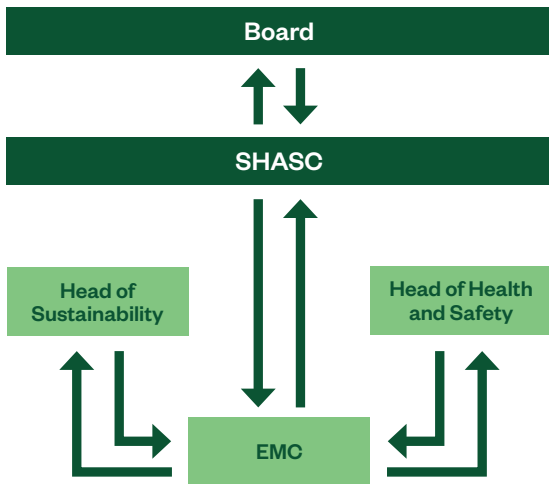 Board
SHASC
Head of
Sustainability
Head of Health
and Safety
EMC